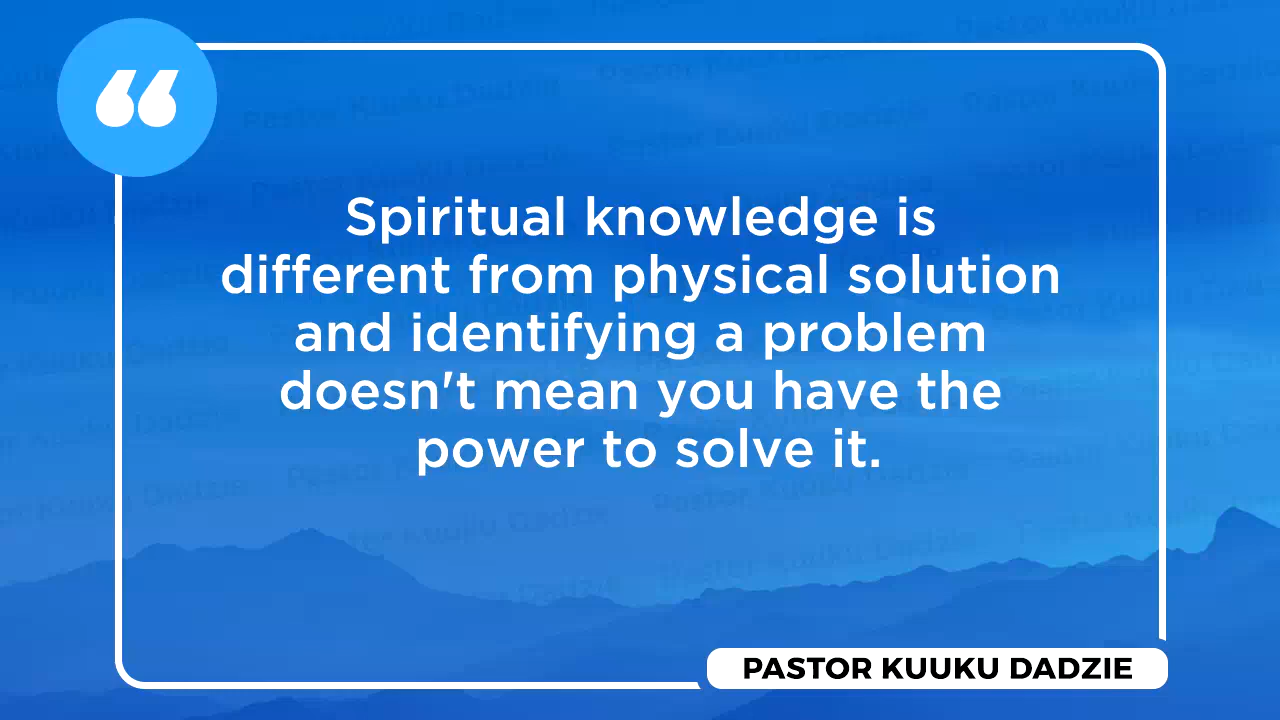 Spiritual knowledge is
different from physical solution
and identifying a problem
doesn't mean you have the
power to solve it.
PASTOR KUUKU DADZIE